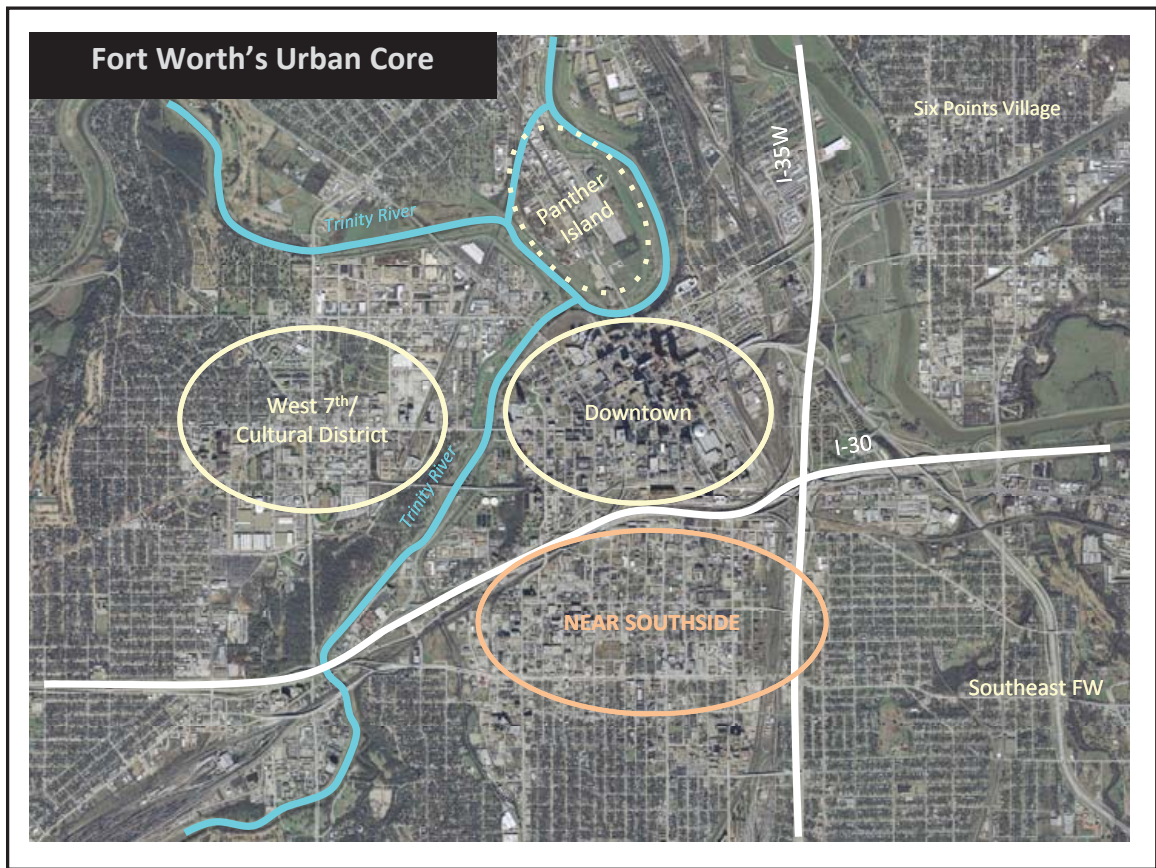 Fort Worth's Urban Core
Six Points Village
I-35W
Panther
Island
Trinity River
West 7th/
Cultural District
Downtown
I-30
Trinity River
NEAR SOUTHSIDE
Southeast FW